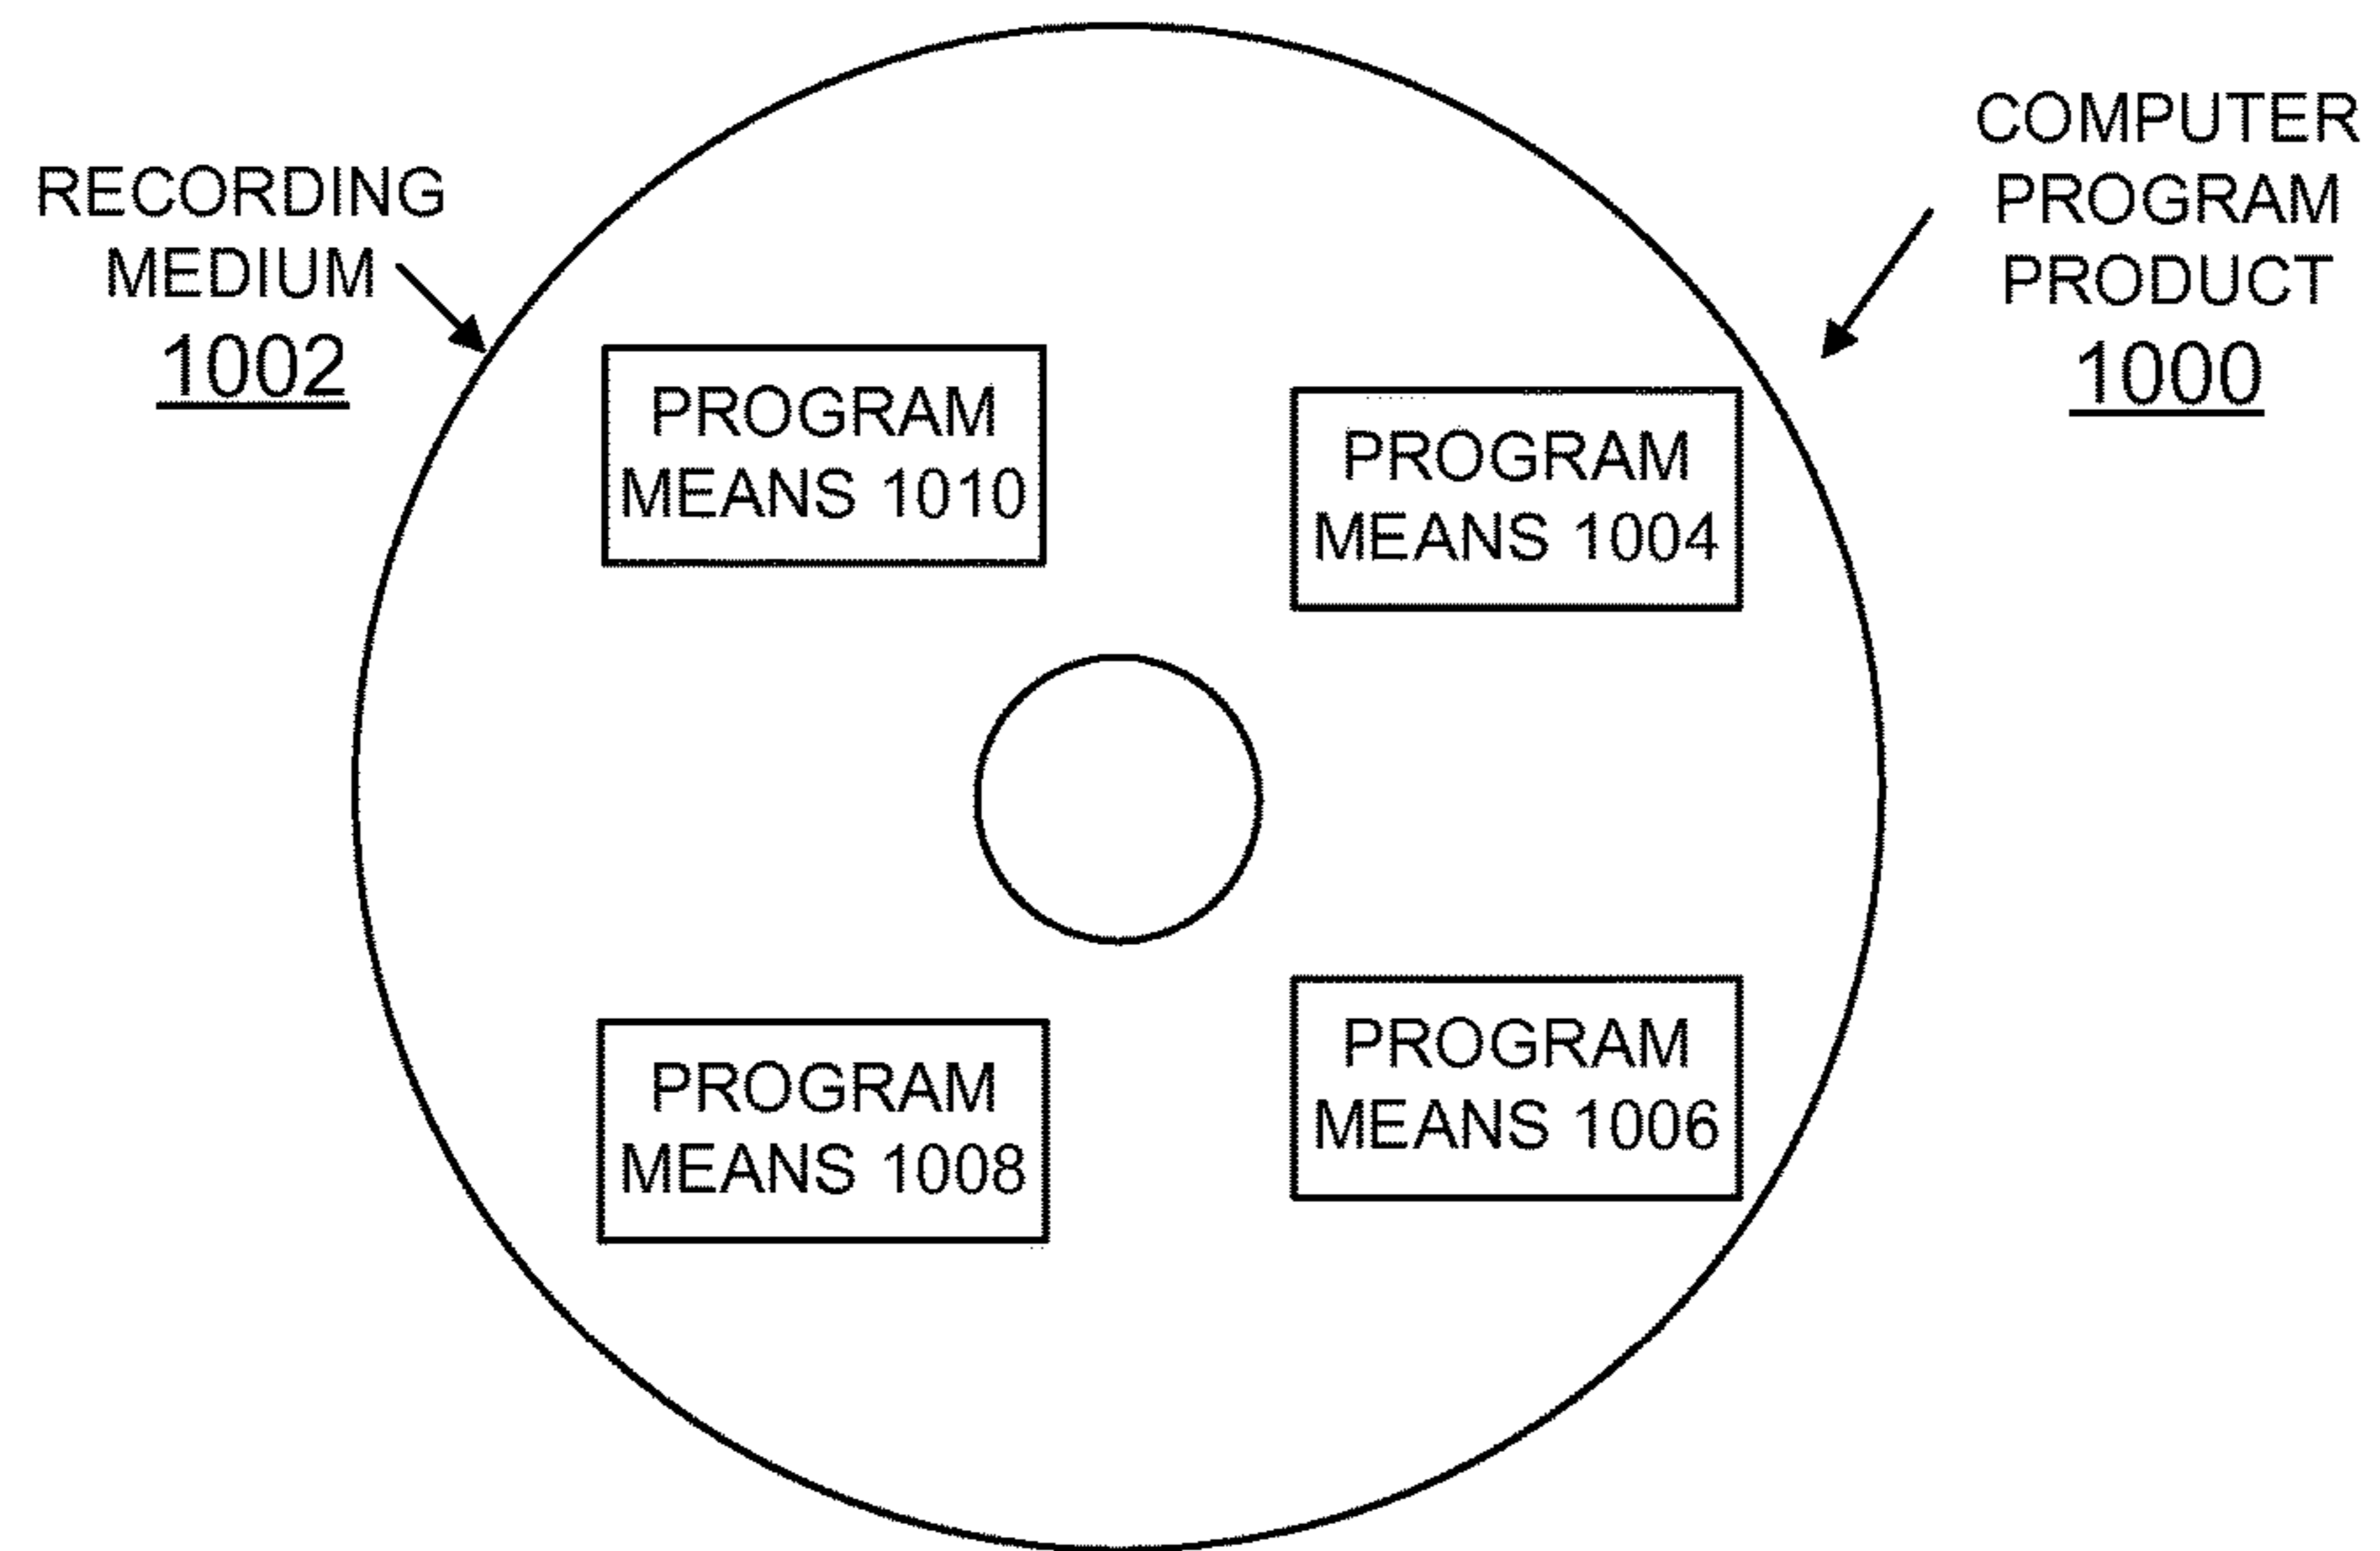 RECORDING
MEDIUM
1002
COMPUTER
PROGRAM
PRODUCT
1000
PROGRAM
MEANS 1010
PROGRAM
MEANS 1004
PROGRAM
MEANS 1008
PROGRAM
MEANS 1006